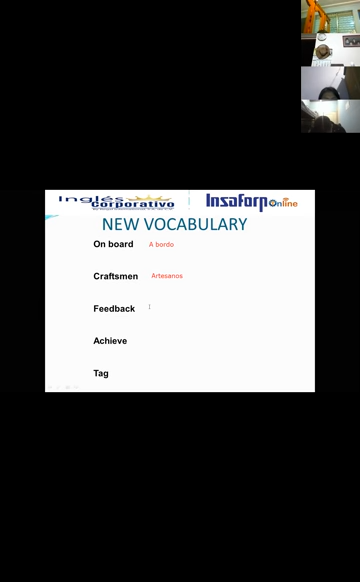 Inglés
corporativo
Insaforp Online
NEW VOCABULARY
On board A bordo
Craftsmen Artesanos
Feedback
Achieve
Tag